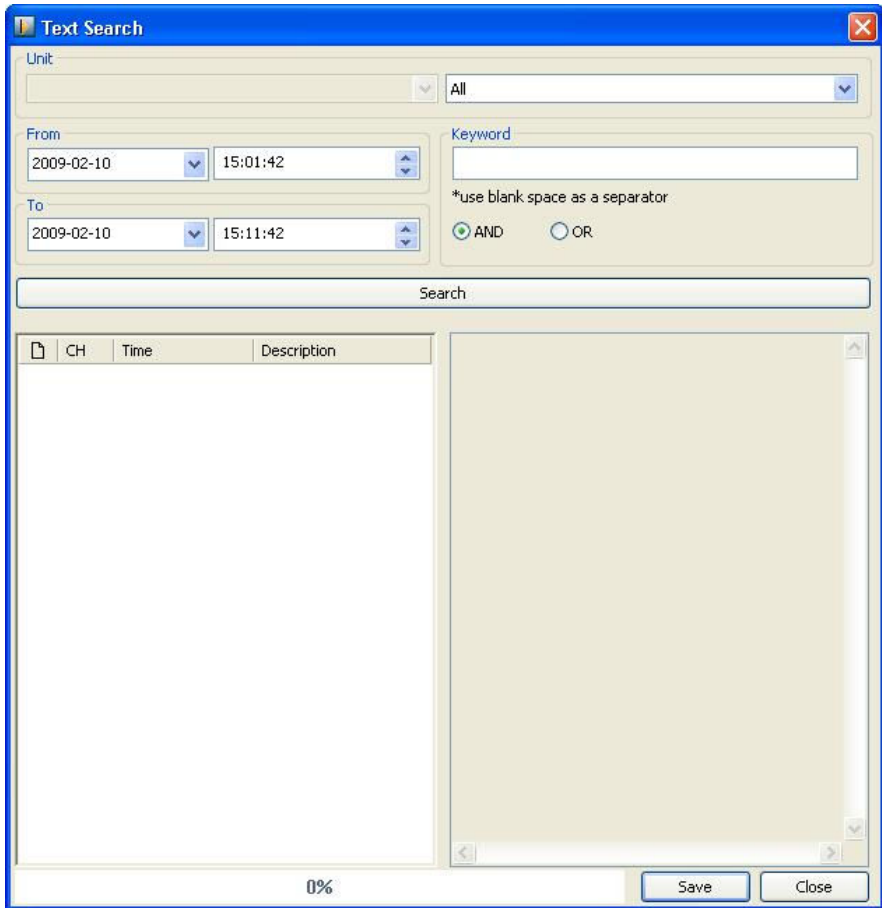 Text Search
Unit
All
From
2009-02-10 15:01:42
To
2009-02-10 15:11:42
Keyword
*use blank space as a separator
AND OR
Search
CH Time Description
0%
Save Close